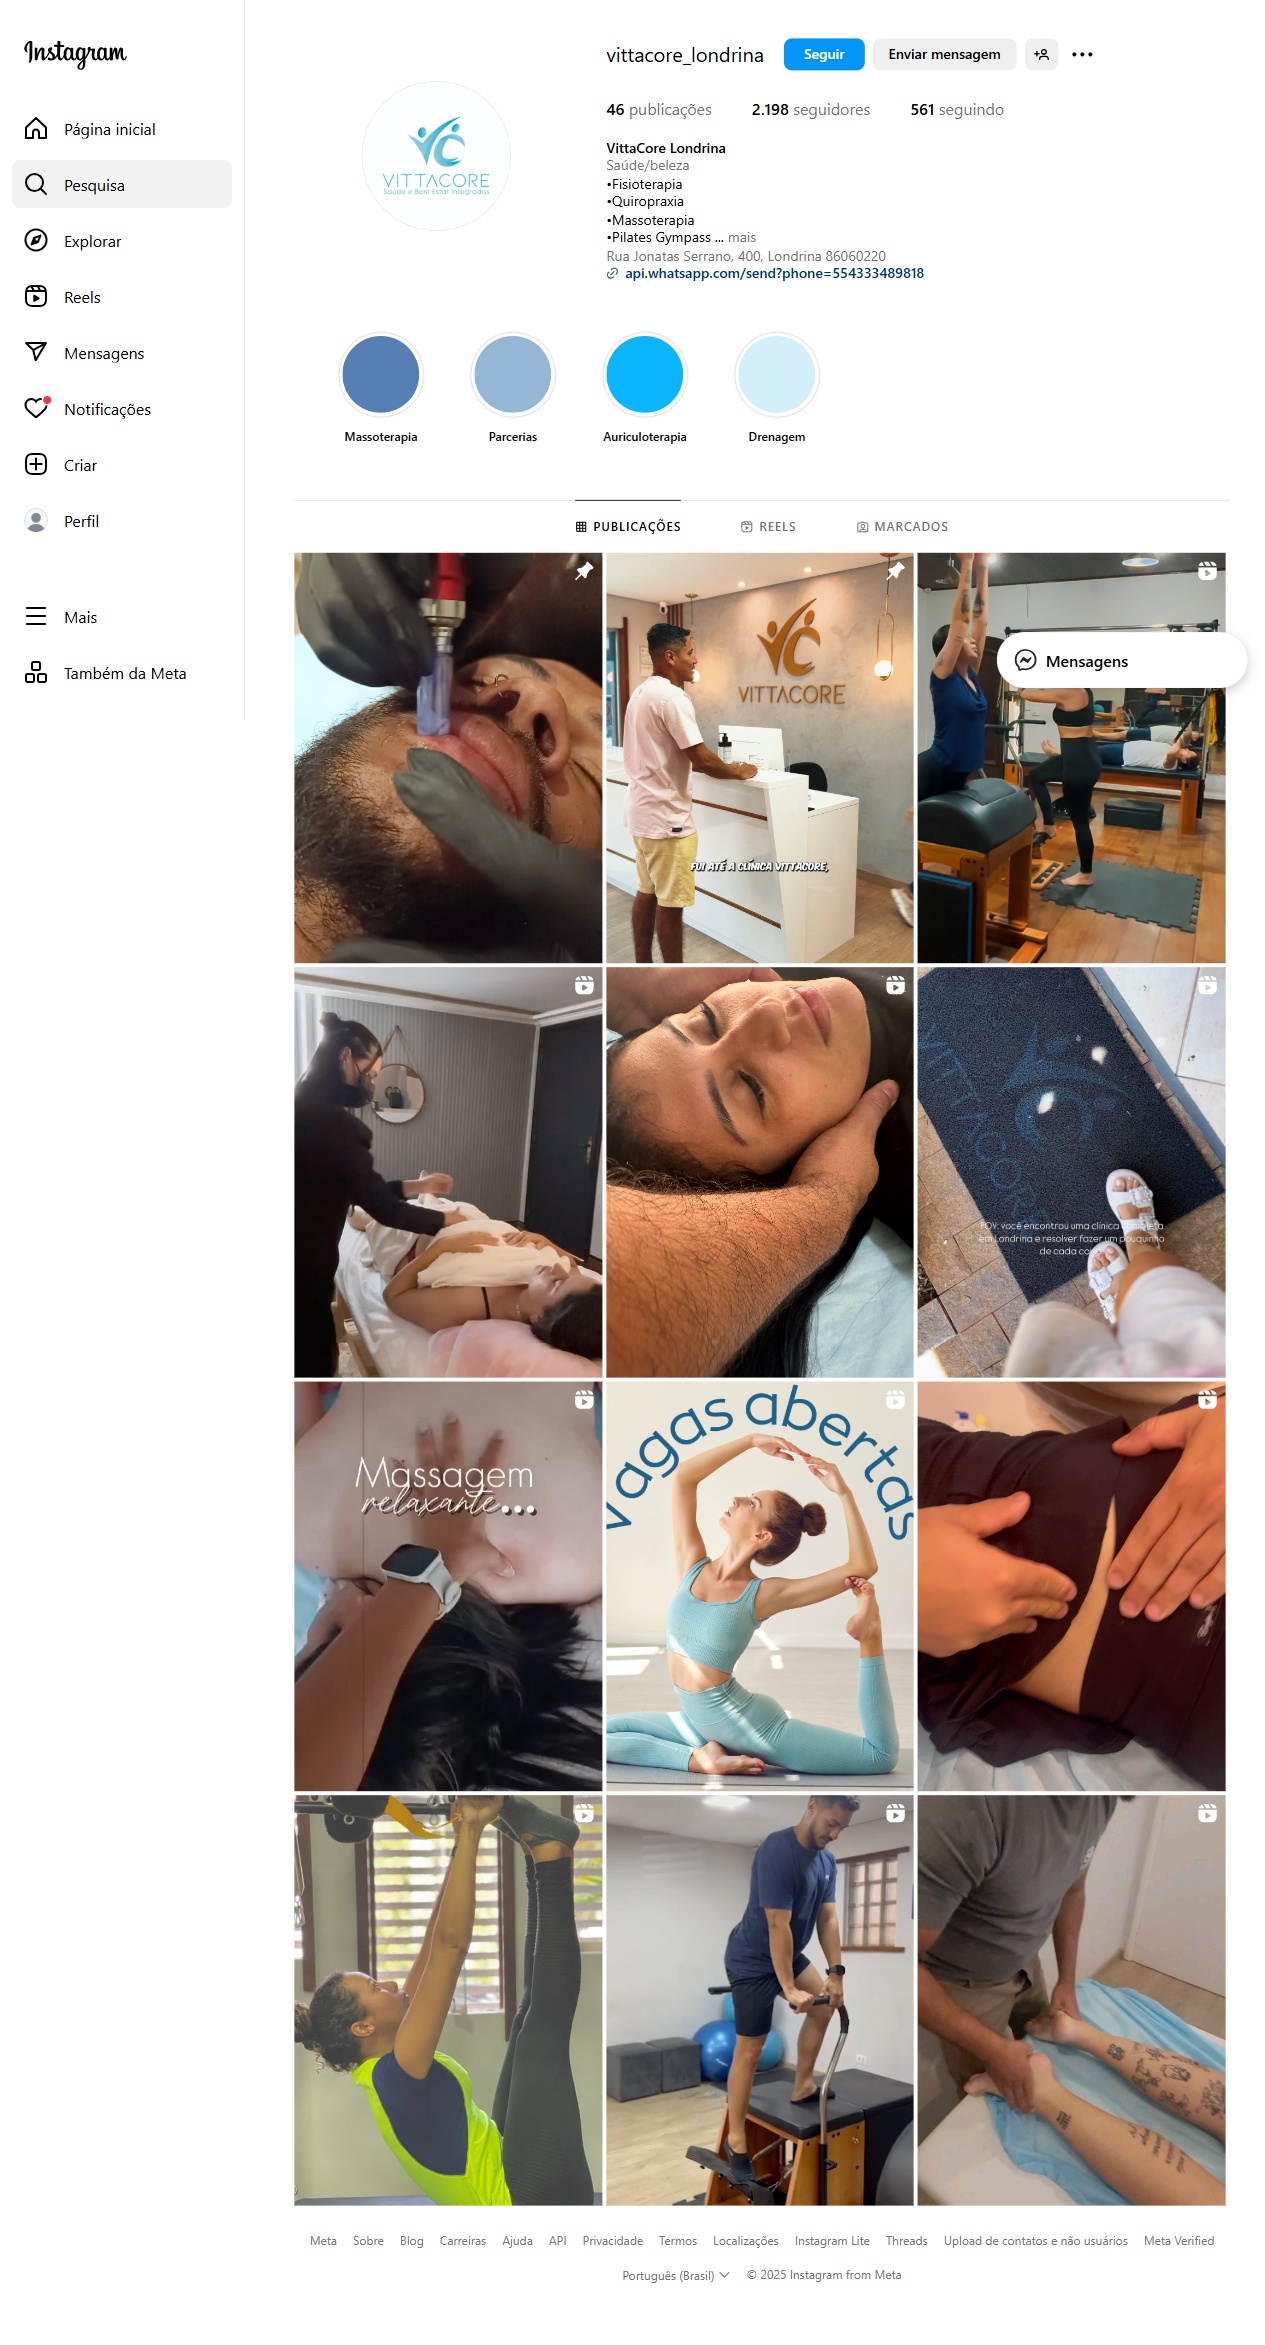 Instagram
Página inicial
Pesquisa
Explorar
Reels
Mensagens
Notificações
Criar
Perfil
Mais
Também da Meta
vittacore_londrina
Seguir
Enviar mensagem
46 publicações
2.198 seguidores
561 seguindo
VITTACORE
Saúde e Bem Estar Integrados
VittaCore Londrina
Saúde/beleza
•Fisioterapia
•Quiropraxia
•Massoterapia
•Pilates Gympass ... mais
Rua Jonatas Serrano, 400, Londrina 86060220
api.whatsapp.com/send?phone=554333489818
Massoterapia
Parcerias
Auriculoterapia
Drenagem
PUBLICAÇÕES
REELS
MARCADOS
VITTACORE
FUI ATÉ A CLÍNICA VITTACORE,
Mensagens
VITTACORE
POV: você encontrou uma clínica completa
em Londrina e resolver fazer um pouquinho
de cada coisa
Massagem
relaxante...
vagas abertas
Meta Sobre Blog Carreiras Ajuda API Privacidade Termos Localizações Instagram Lite Threads Upload de contatos e não usuários Meta Verified
Português (Brasil)
© 2025 Instagram from Meta